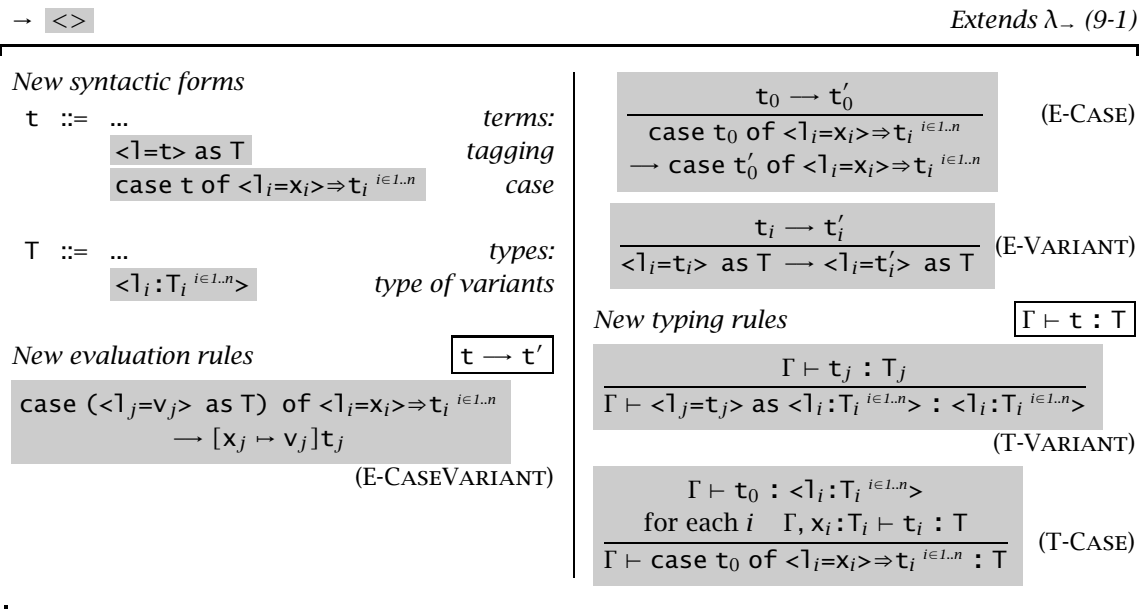 → <> Extends λ→ (9-1)
New syntactic forms
t ::= ... terms:
<l=t> as T tagging
case t of <lᵢ=xᵢ>⇒tᵢ ⁱ∈¹··ⁿ case
T ::= ... types:
<lᵢ:Tᵢ ⁱ∈¹··ⁿ> type of variants
New evaluation rules t ⟶ t′
case (<lⱼ=vⱼ> as T) of <lᵢ=xᵢ>⇒tᵢ ⁱ∈¹··ⁿ
⟶ [xⱼ ↦ vⱼ]tⱼ
(E-CASEVARIANT)
t₀ ⟶ t₀′
(E-CASE)
case t₀ of <lᵢ=xᵢ>⇒tᵢ ⁱ∈¹··ⁿ
⟶ case t₀′ of <lᵢ=xᵢ>⇒tᵢ ⁱ∈¹··ⁿ
tᵢ ⟶ tᵢ′
(E-VARIANT)
<lᵢ=tᵢ> as T ⟶ <lᵢ=tᵢ′> as T
New typing rules Γ ⊢ t : T
Γ ⊢ tⱼ : Tⱼ
Γ ⊢ <lⱼ=tⱼ> as <lᵢ:Tᵢ ⁱ∈¹··ⁿ> : <lᵢ:Tᵢ ⁱ∈¹··ⁿ>
(T-VARIANT)
Γ ⊢ t₀ : <lᵢ:Tᵢ ⁱ∈¹··ⁿ>
for each i Γ, xᵢ:Tᵢ ⊢ tᵢ : T
(T-CASE)
Γ ⊢ case t₀ of <lᵢ=xᵢ>⇒tᵢ ⁱ∈¹··ⁿ : T